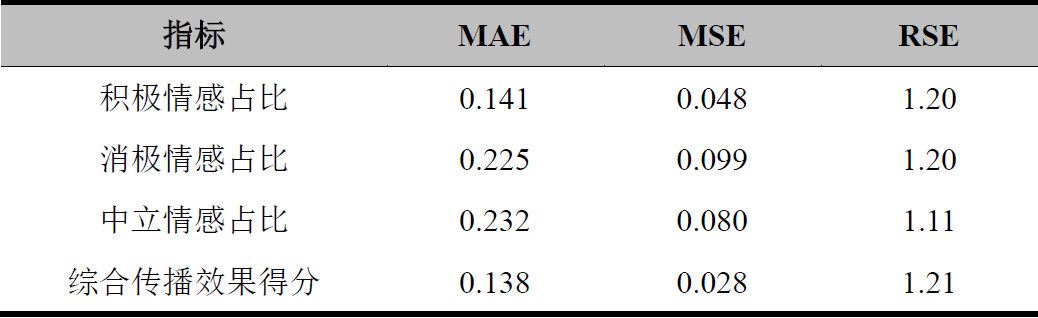 指标 MAE MSE RSE
积极情感占比 0.141 0.048 1.20
消极情感占比 0.225 0.099 1.20
中立情感占比 0.232 0.080 1.11
综合传播效果得分 0.138 0.028 1.21